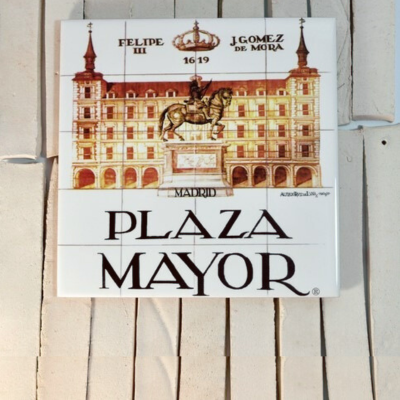 FELIPE III
J. GOMEZ DE MORA
1619
MADRID
PLAZA
MAYOR
®